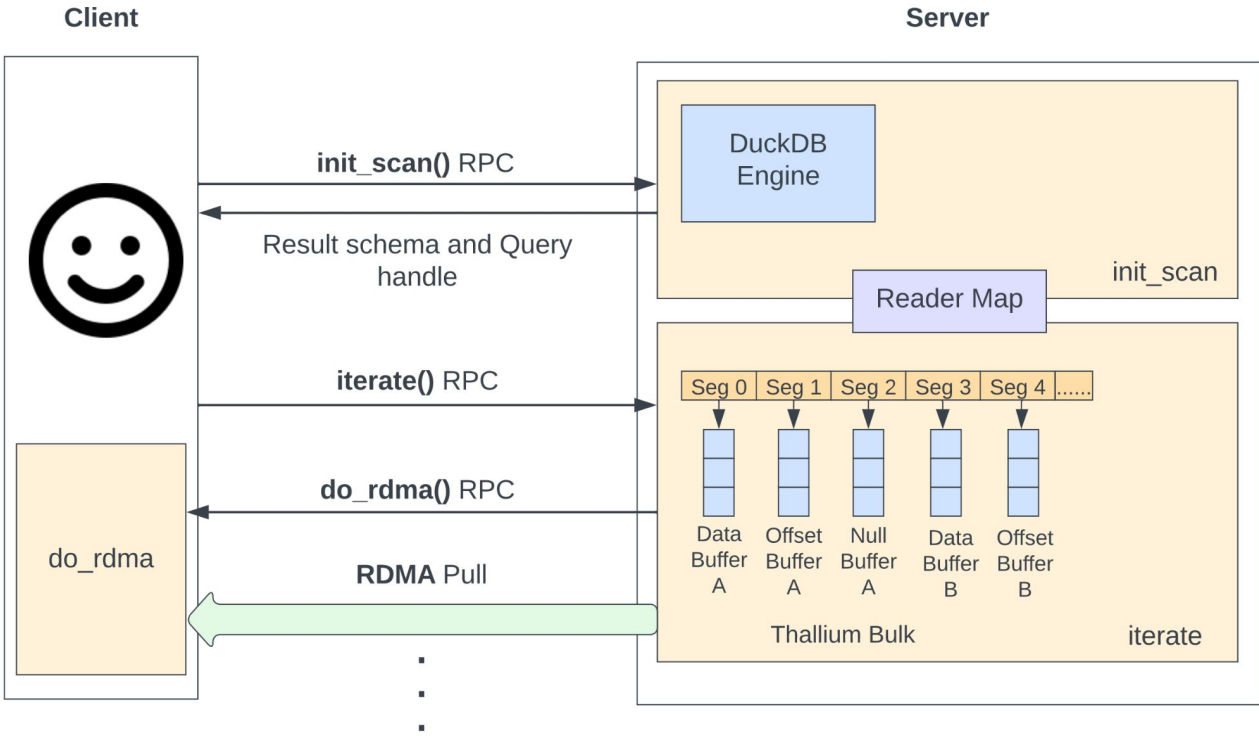 Client
Server
DuckDB
Engine
init_scan() RPC
Result schema and Query
handle
init_scan
Reader Map
iterate() RPC
Seg 0 Seg 1 Seg 2 Seg 3 Seg 4 ......
do_rdma() RPC
Data
Buffer
A
Offset
Buffer
A
Null
Buffer
A
Data
Buffer
B
Offset
Buffer
B
do_rdma
RDMA Pull
Thallium Bulk
iterate